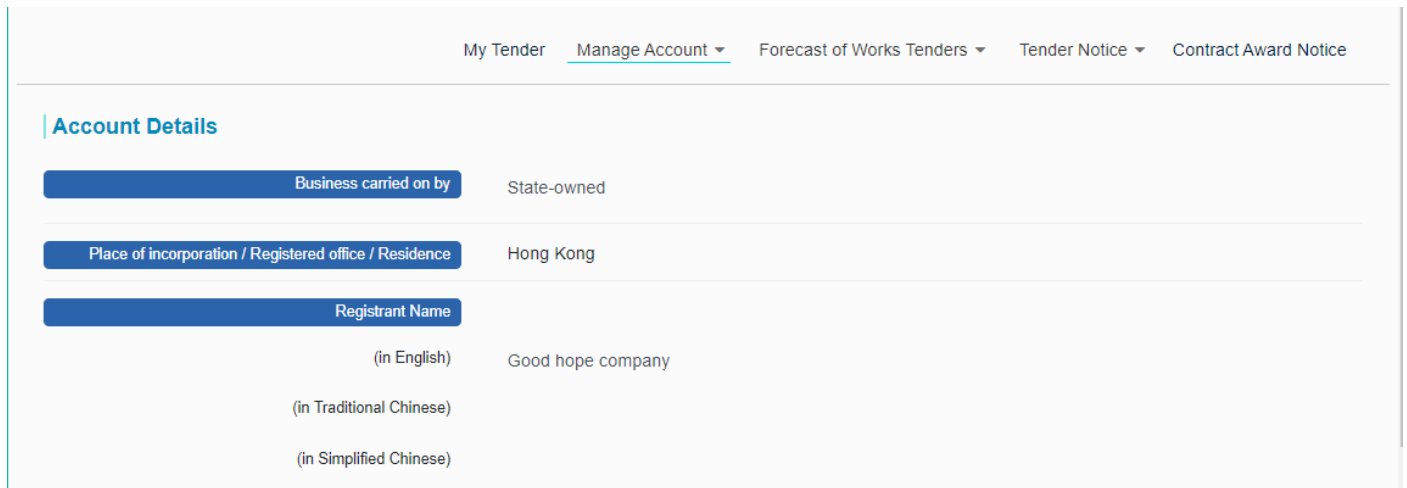 My Tender Manage Account Forecast of Works Tenders Tender Notice Contract Award Notice
Account Details
Business carried on by State-owned
Place of incorporation / Registered office / Residence Hong Kong
Registrant Name
(in English) Good hope company
(in Traditional Chinese)
(in Simplified Chinese)